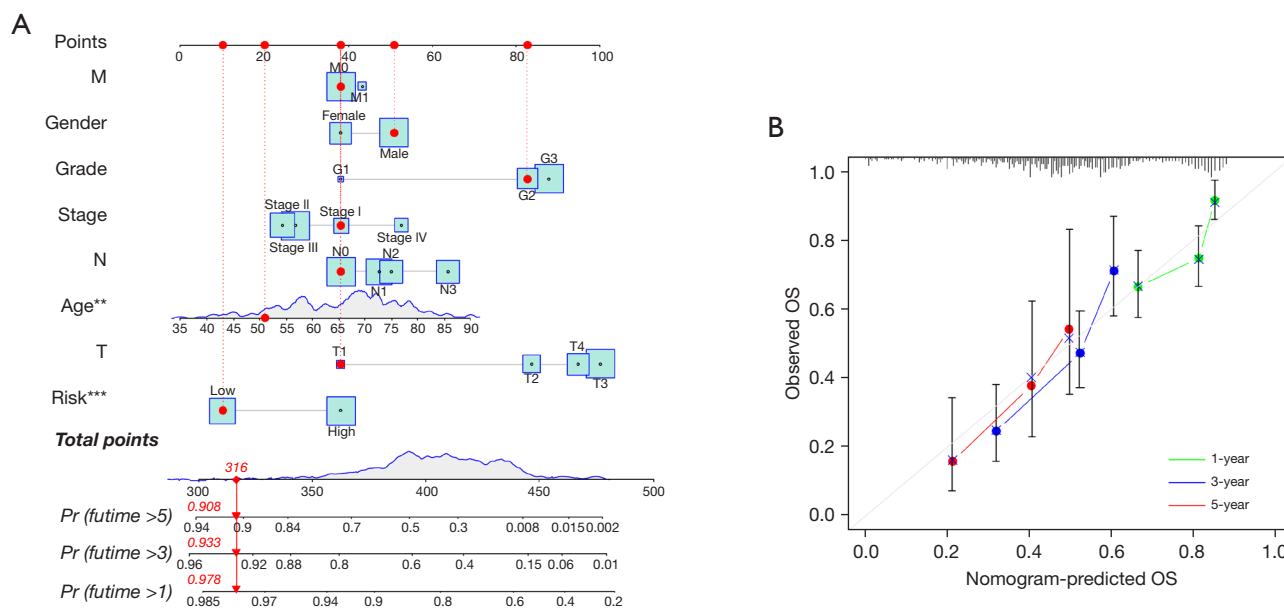 A
Points
0 20 40 60 80 100
M
M0
M1
Gender
Female
Male
Grade
G1
G3
G2
Stage
Stage II
Stage I
Stage III
Stage IV
N
N0
N2
N1
N3
Age**
35 40 45 50 55 60 65 70 75 80 85 90
T
T1
T4
T2
T3
Risk***
Low
High
Total points
316
300 350 400 450 500
0.908
Pr (futime >5)
0.94 0.9 0.84 0.7 0.5 0.3 0.008 0.015 0.002
0.933
Pr (futime >3)
0.96 0.92 0.88 0.8 0.6 0.4 0.15 0.06 0.01
0.978
Pr (futime >1)
0.985 0.97 0.94 0.9 0.8 0.6 0.4 0.2
B
Observed OS
1.0
0.8
0.6
0.4
0.2
0.0
1-year
3-year
5-year
0.0 0.2 0.4 0.6 0.8 1.0
Nomogram-predicted OS